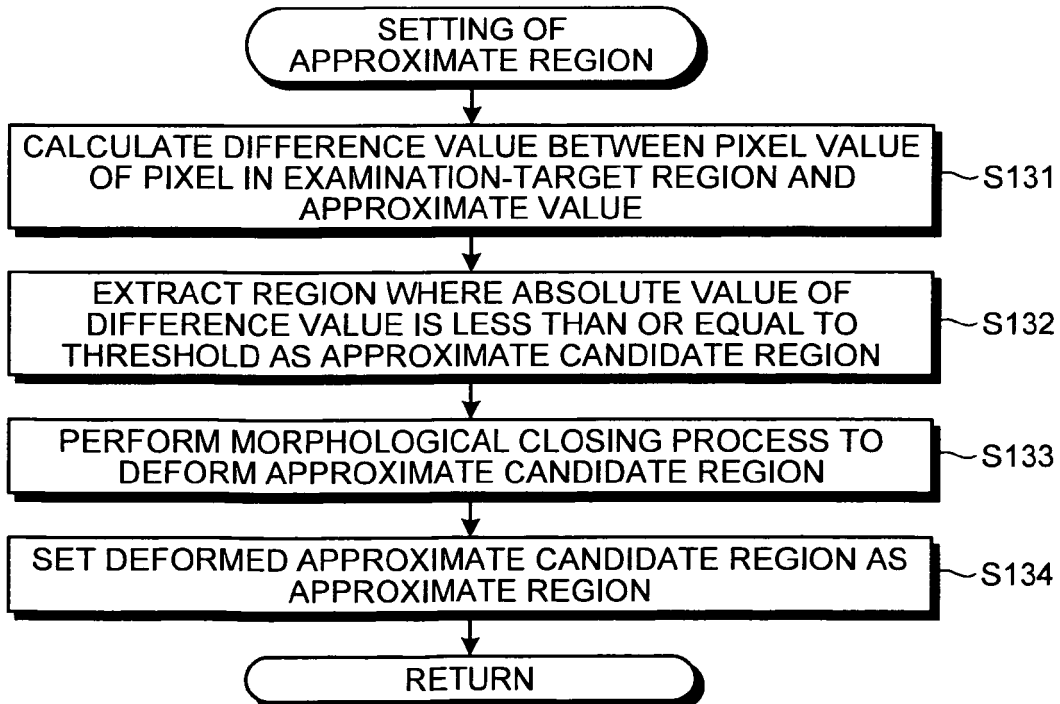 SETTING OF
APPROXIMATE REGION
CALCULATE DIFFERENCE VALUE BETWEEN PIXEL VALUE
OF PIXEL IN EXAMINATION-TARGET REGION AND
APPROXIMATE VALUE
S131
EXTRACT REGION WHERE ABSOLUTE VALUE OF
DIFFERENCE VALUE IS LESS THAN OR EQUAL TO
THRESHOLD AS APPROXIMATE CANDIDATE REGION
S132
PERFORM MORPHOLOGICAL CLOSING PROCESS TO
DEFORM APPROXIMATE CANDIDATE REGION
S133
SET DEFORMED APPROXIMATE CANDIDATE REGION AS
APPROXIMATE REGION
S134
RETURN